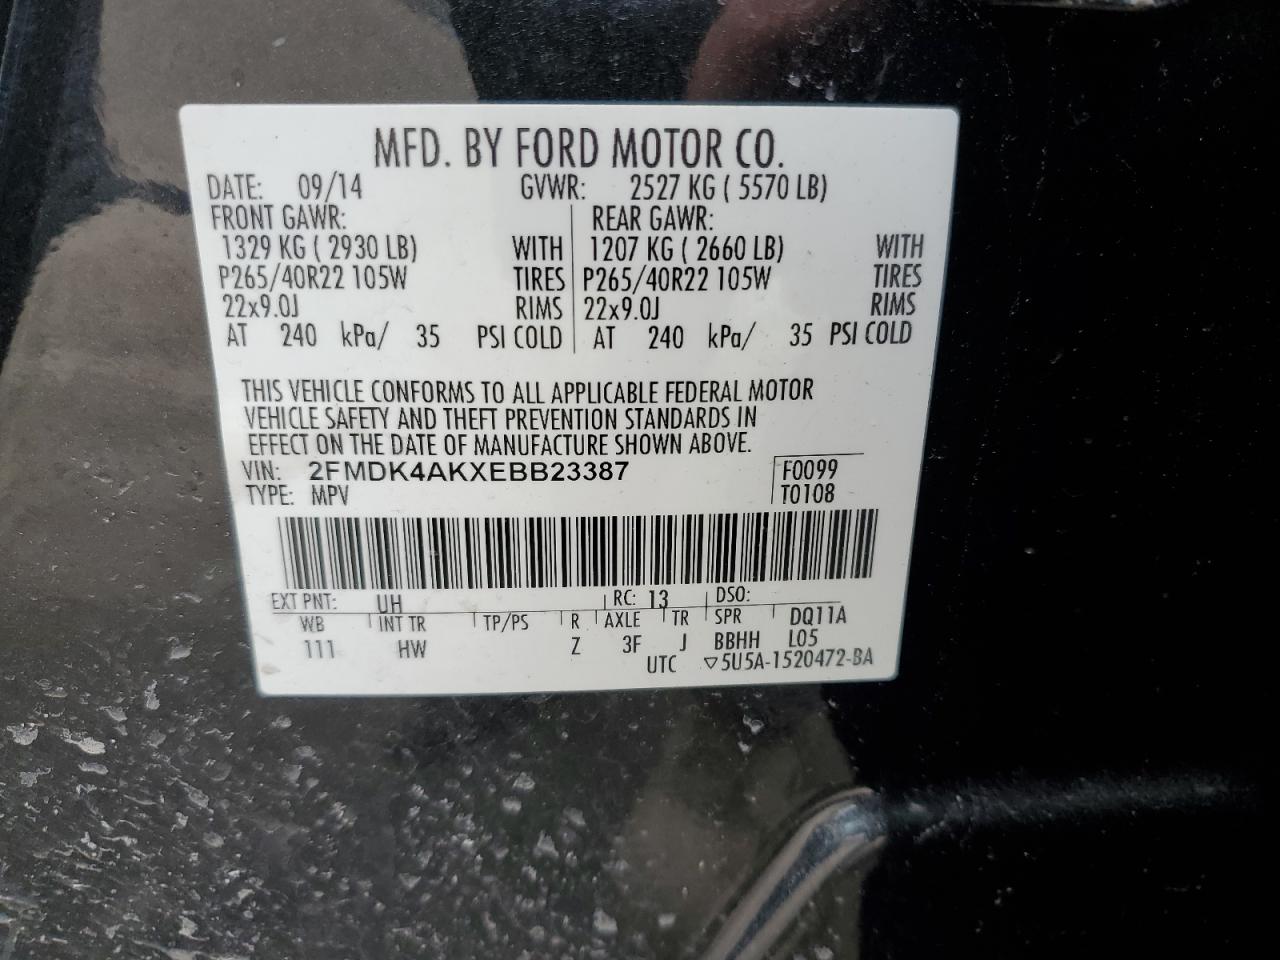 MFD. BY FORD MOTOR CO.
DATE: 09/14 GVWR: 2527 KG ( 5570 LB)
FRONT GAWR: REAR GAWR:
1329 KG ( 2930 LB) WITH 1207 KG ( 2660 LB) WITH
P265/40R22 105W TIRES P265/40R22 105W TIRES
22x9.0J RIMS 22x9.0J RIMS
AT 240 kPa/ 35 PSI COLD AT 240 kPa/ 35 PSI COLD
THIS VEHICLE CONFORMS TO ALL APPLICABLE FEDERAL MOTOR
VEHICLE SAFETY AND THEFT PREVENTION STANDARDS IN
EFFECT ON THE DATE OF MANUFACTURE SHOWN ABOVE.
VIN: 2FMDK4AKXEBB23387 F0099
TYPE: MPV T0108
EXT PNT: UH RC: 13 DSO:
WB INT TR TP/PS R AXLE TR SPR DQ11A
111 HW Z 3F J BBHH L05
UTC ▽5U5A-1520472-BA